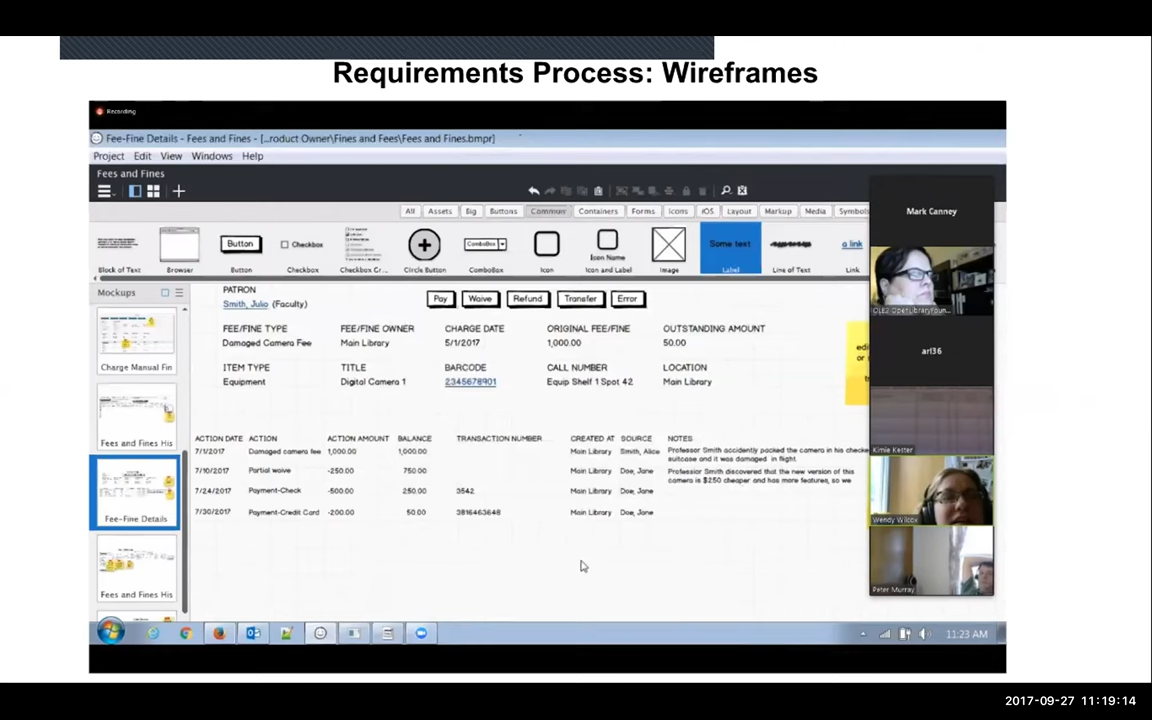 Requirements Process: Wireframes
Recording
Fee-Fine Details - Fees and Fines - [...roduct Owner\Fines and Fees\Fees and Fines.bmpr]
Project Edit View Windows Help
Fees and Fines
All Assets Big Buttons Common Containers Forms Icons iOS Layout Markup Media Symbols
Button Checkbox ComboBox Icon Name Some text a link
Block of Text Browser Button Checkbox Checkbox Gr... Circle Button ComboBox Icon Icon and Label Image Label Line of Text Link
Mark Canney
Mockups
PATRON
Smith, Julio (Faculty)
Pay Waive Refund Transfer Error
FEE/FINE TYPE FEE/FINE OWNER CHARGE DATE ORIGINAL FEE/FINE OUTSTANDING AMOUNT
Damaged Camera Fee Main Library 5/1/2017 1,000.00 50.00
ITEM TYPE TITLE BARCODE CALL NUMBER LOCATION
Equipment Digital Camera 1 2345678901 Equip Shelf 1 Spot 42 Main Library
edi
or
Charge Manual Fin
Fees and Fines His
Fee-Fine Details
Fees and Fines His
ACTION DATE ACTION ACTION AMOUNT BALANCE TRANSACTION NUMBER CREATED AT SOURCE NOTES
7/1/2017 Damaged camera fee 1,000.00 1,000.00 Main Library Smith, Alice Professor Smith accidently packed the camera in his checke
suitcase and it was damaged in flight
7/10/2017 Partial waive -250.00 750.00 Main Library Doe, Jane Professior Smith discovered that the new version of this
camera is $250 cheaper and has more features, so we
7/24/2017 Payment-Check -500.00 250.00 3542 Main Library Doe, Jane
7/30/2017 Payment-Credit Card -200.00 50.00 3816463648 Main Library Doe, Jane
arl36
Kimie Kester
Wendy Wilcox
Peter Murray
11:23 AM
2017-09-27 11:19:14